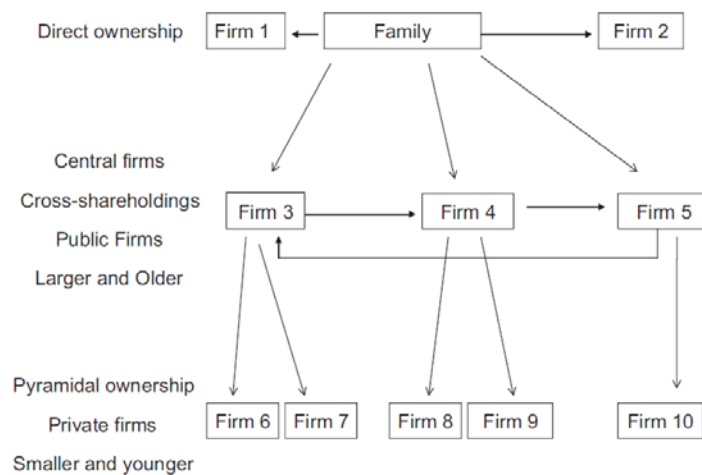 Direct ownership
Firm 1
Family
Firm 2
Central firms
Cross-shareholdings
Public Firms
Larger and Older
Firm 3
Firm 4
Firm 5
Pyramidal ownership
Private firms
Smaller and younger
Firm 6
Firm 7
Firm 8
Firm 9
Firm 10